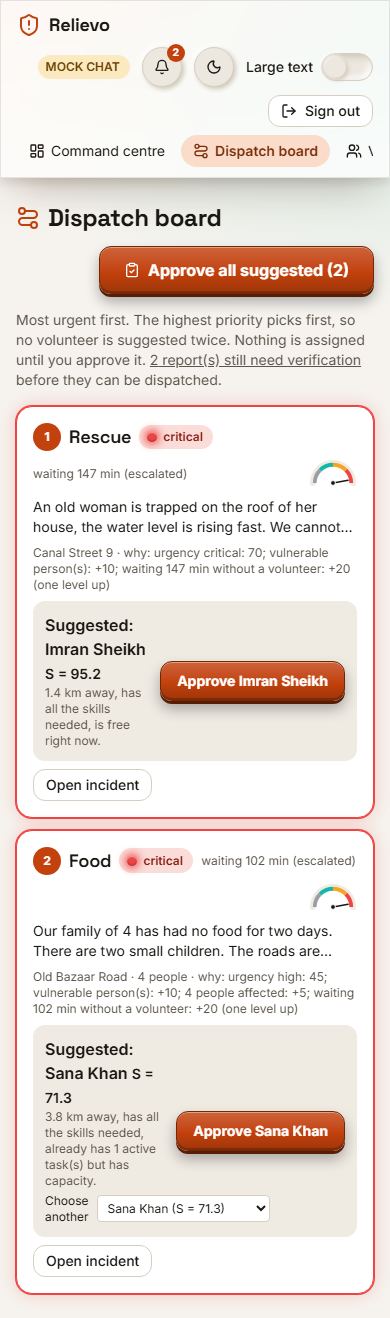 Relievo
MOCK CHAT
2
Large text
Sign out
Command centre
Dispatch board
Dispatch board
Approve all suggested (2)
Most urgent first. The highest priority picks first, so
no volunteer is suggested twice. Nothing is assigned
until you approve it. 2 report(s) still need verification
before they can be dispatched.
1 Rescue critical
waiting 147 min (escalated)
An old woman is trapped on the roof of her
house, the water level is rising fast. We cannot...
Canal Street 9 · why: urgency critical: 70; vulnerable
person(s): +10; waiting 147 min without a volunteer: +20
(one level up)
Suggested:
Imran Sheikh
S = 95.2
1.4 km away, has
all the skills
needed, is free
right now.
Approve Imran Sheikh
Open incident
2 Food critical waiting 102 min (escalated)
Our family of 4 has had no food for two days.
There are two small children. The roads are...
Old Bazaar Road · 4 people · why: urgency high: 45;
vulnerable person(s): +10; 4 people affected: +5; waiting
102 min without a volunteer: +20 (one level up)
Suggested:
Sana Khan S =
71.3
3.8 km away, has all
the skills needed,
already has 1 active
task(s) but has
capacity.
Approve Sana Khan
Choose
another
Sana Khan (S = 71.3)
Open incident